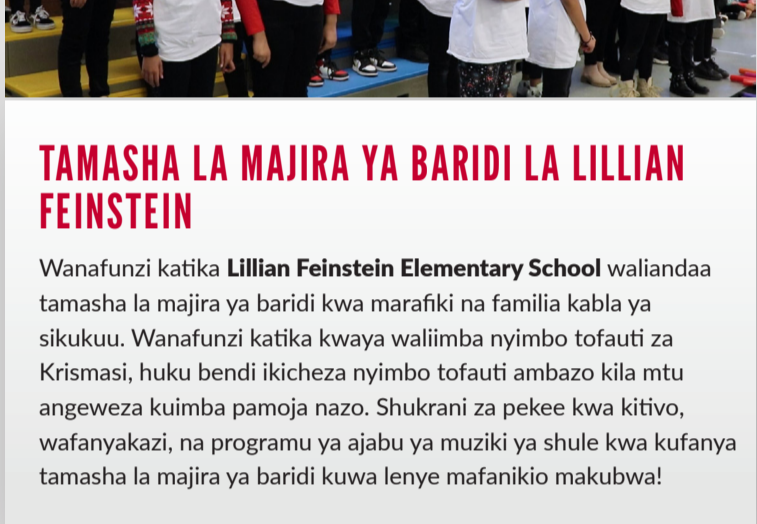 TAMASHA LA MAJIRA YA BARIDI LA LILLIAN
FEINSTEIN
Wanafunzi katika Lillian Feinstein Elementary School waliandaa
tamasha la majira ya baridi kwa marafiki na familia kabla ya
sikukuu. Wanafunzi katika kwaya waliimba nyimbo tofauti za
Krismasi, huku bendi ikicheza nyimbo tofauti ambazo kila mtu
angeweza kuimba pamoja nazo. Shukrani za pekee kwa kitivo,
wafanyakazi, na programu ya ajabu ya muziki ya shule kwa kufanya
tamasha la majira ya baridi kuwa lenye mafanikio makubwa!